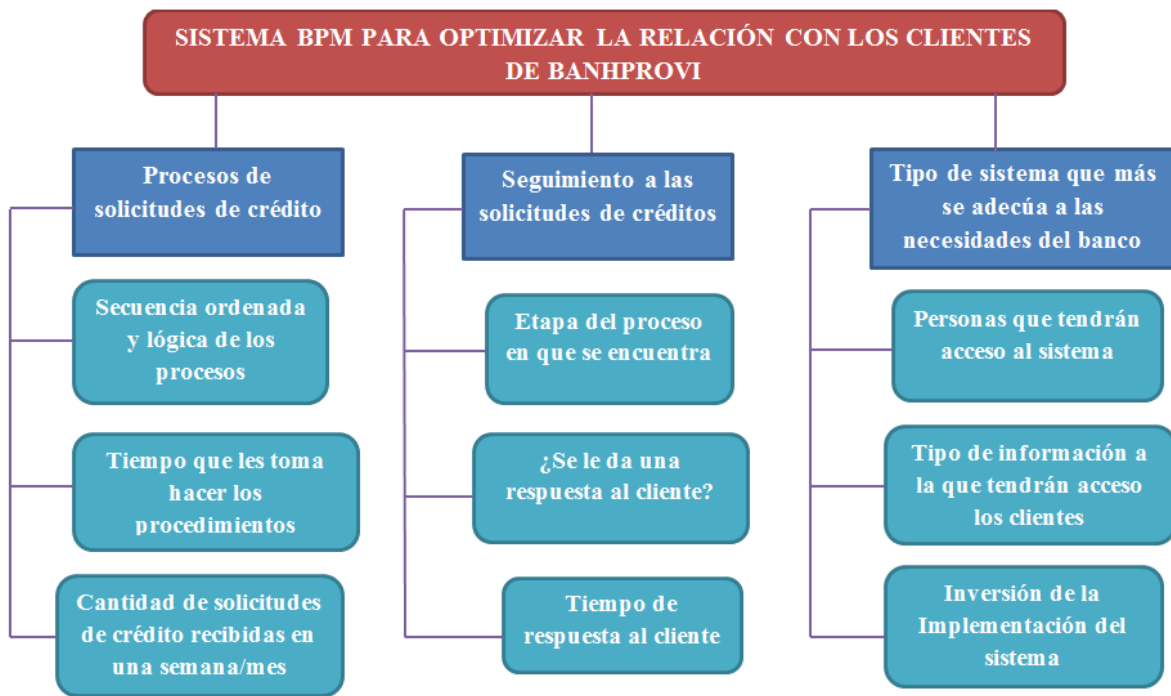 SISTEMA BPM PARA OPTIMIZAR LA RELACIÓN CON LOS CLIENTES
DE BANHPROVI
Procesos de
solicitudes de crédito
Secuencia ordenada
y lógica de los
procesos
Tiempo que les toma
hacer los
procedimientos
Cantidad de solicitudes
de crédito recibidas en
una semana/mes
Seguimiento a las
solicitudes de créditos
Etapa del proceso
en que se encuentra
¿Se le da una
respuesta al cliente?
Tiempo de
respuesta al cliente
Tipo de sistema que más
se adecúa a las
necesidades del banco
Personas que tendrán
acceso al sistema
Tipo de información a
la que tendrán acceso
los clientes
Inversión de la
Implementación del
sistema